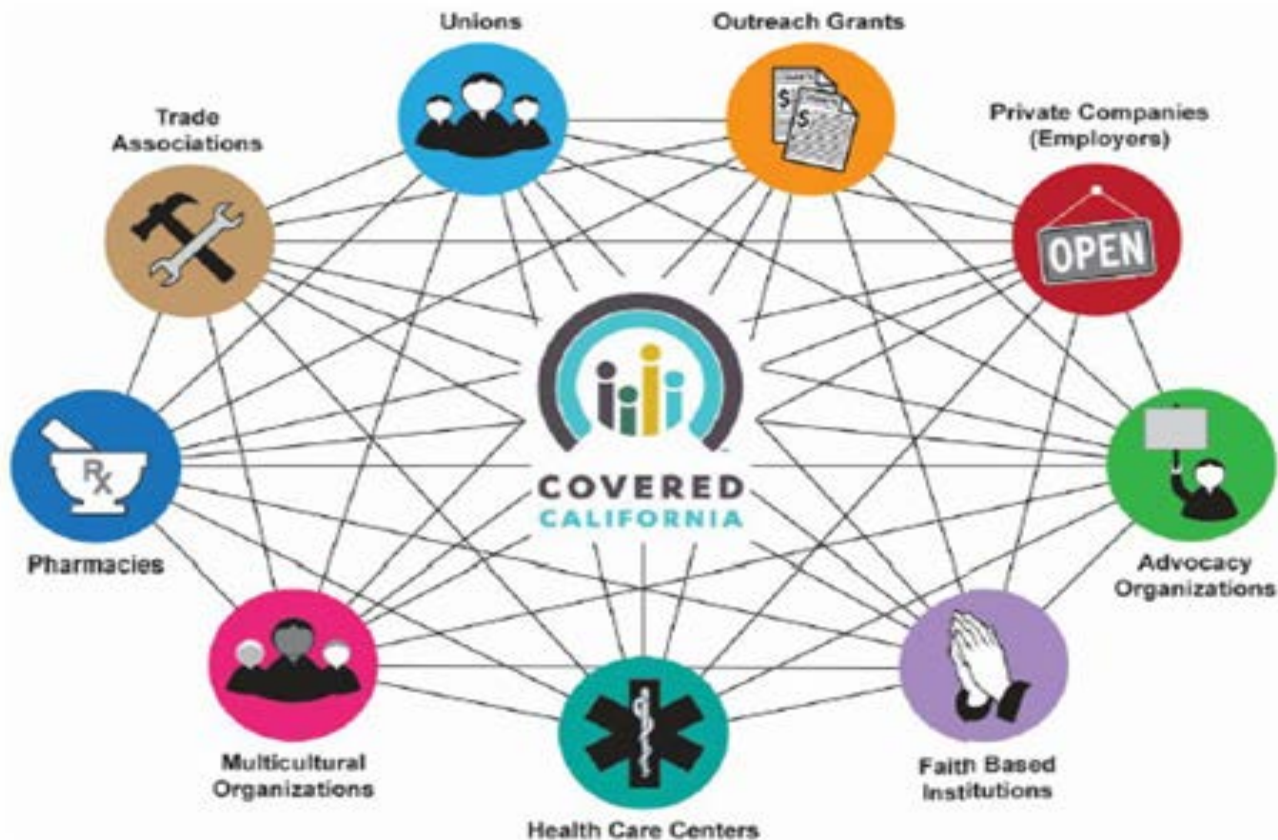 Unions
Outreach Grants
$
$
Private Companies
(Employers)
OPEN
Trade
Associations
COVERED
CALIFORNIA
Rx
Pharmacies
Advocacy
Organizations
Multicultural
Organizations
Health Care Centers
Faith Based
Institutions